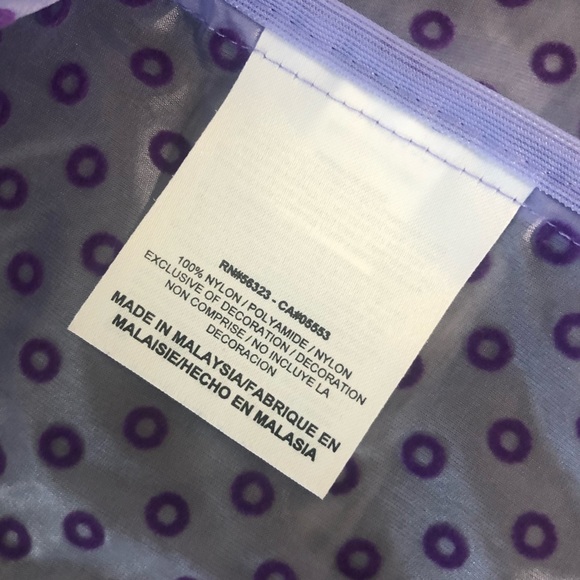 RN#56323 - CA#05553
100% NYLON / POLYAMIDE / NYLON
EXCLUSIVE OF DECORATION / DECORATION
NON COMPRISE / NO INCLUYE LA
DECORACION
MADE IN MALAYSIA/FABRIQUE EN
MALAISIE/HECHO EN MALASIA